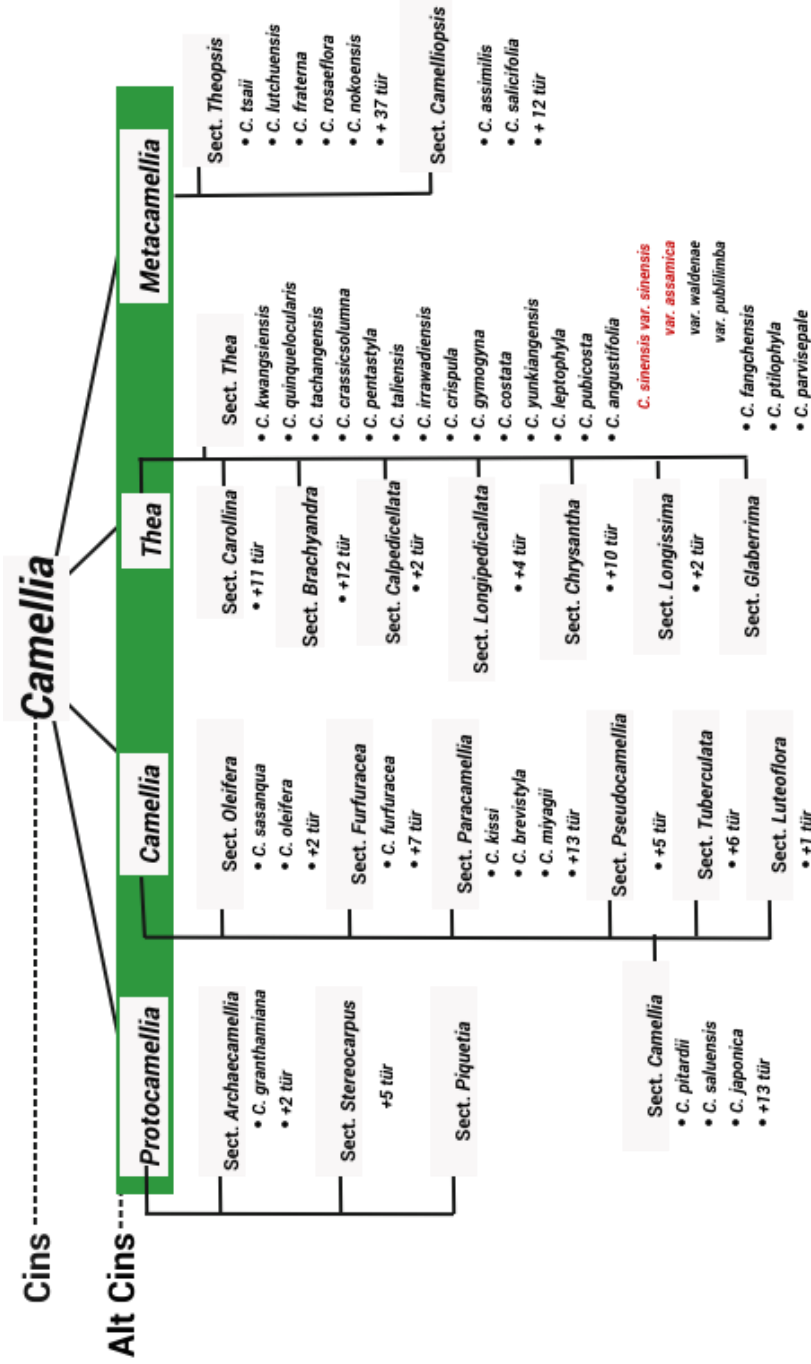 Cins
Camellia
Alt Cins
Protocamellia
Camellia
Thea
Metacamellia
Sect. Archaecamellia
• C. granthamiana
• +2 tür
Sect. Stereocarpus
+5 tür
Sect. Piquetia
Sect. Oleifera
• C. sasanqua
• C. oleifera
• +2 tür
Sect. Furfuracea
• C. furfuracea
• +7 tür
Sect. Paracamellia
• C. kissi
• C. brevistyla
• C. miyagii
• +13 tür
Sect. Pseudocamellia
• +5 tür
Sect. Tuberculata
• +6 tür
Sect. Luteoflora
• +1 tür
Sect. Camellia
• C. pitardii
• C. saluensis
• C. japonica
• +13 tür
Sect. Carollina
• +11 tür
Sect. Brachyandra
• +12 tür
Sect. Calpedicellata
• +2 tür
Sect. Longipedicallata
• +4 tür
Sect. Chrysantha
• +10 tür
Sect. Longissima
• +2 tür
Sect. Glaberrima
Sect. Thea
• C. kwangsiensis
• C. quinquelocularis
• C. tachangensis
• C. crassicsolumna
• C. pentastyla
• C. taliensis
• C. irrawadiensis
• C. crispula
• C. gymogyna
• C. costata
• C. yunkiangensis
• C. leptophyla
• C. pubicosta
• C. angustifolia
C. sinensis var. sinensis
var. assamica
var. waldenae
var. publilimba
• C. fangchensis
• C. ptilophyla
• C. parvisepale
Sect. Theopsis
• C. tsaii
• C. lutchuensis
• C. fraterna
• C. rosaeflora
• C. nokoensis
• + 37 tür
Sect. Camelliopsis
• C. assimilis
• C. salicifolia
• + 12 tür